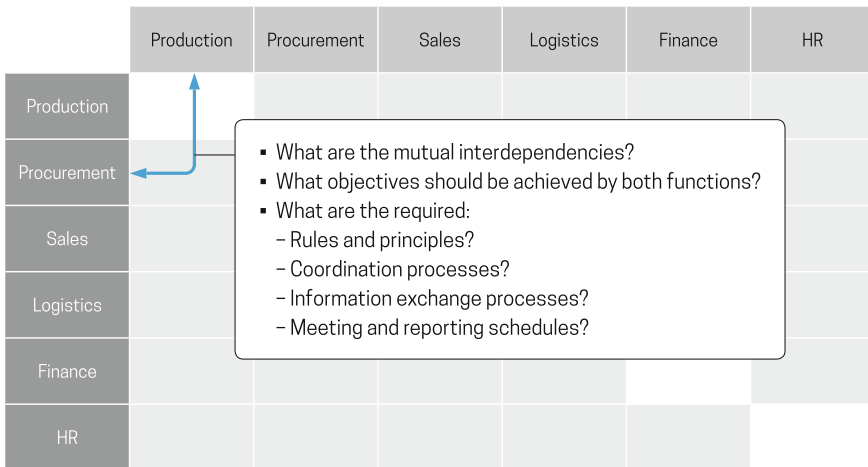 Production Procurement Sales Logistics Finance HR
Production
Procurement
Sales
Logistics
Finance
HR
▪ What are the mutual interdependencies?
▪ What objectives should be achieved by both functions?
▪ What are the required:
– Rules and principles?
– Coordination processes?
– Information exchange processes?
– Meeting and reporting schedules?